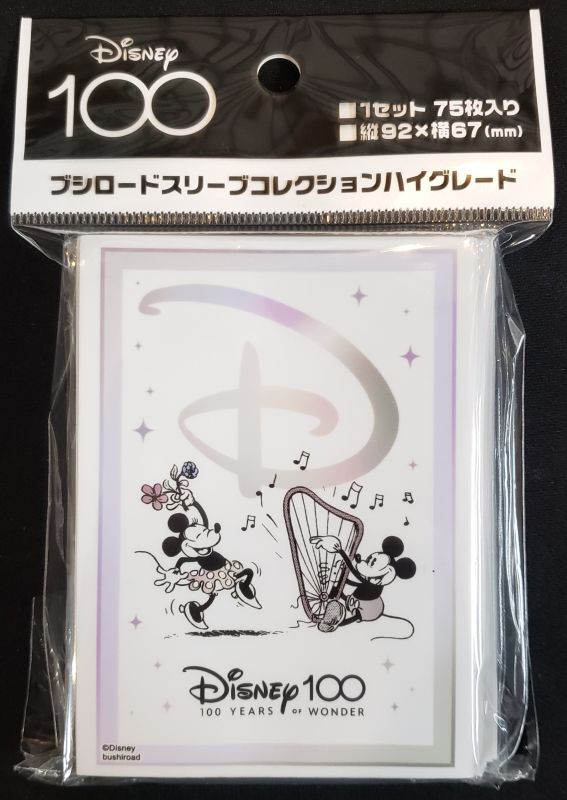 Disney
100
■1セット 75枚入り
■縦92×横67(mm)
ブシロードスリーブコレクションハイグレード
D
Disney100
100 YEARS OF WONDER
©Disney
bushiroad